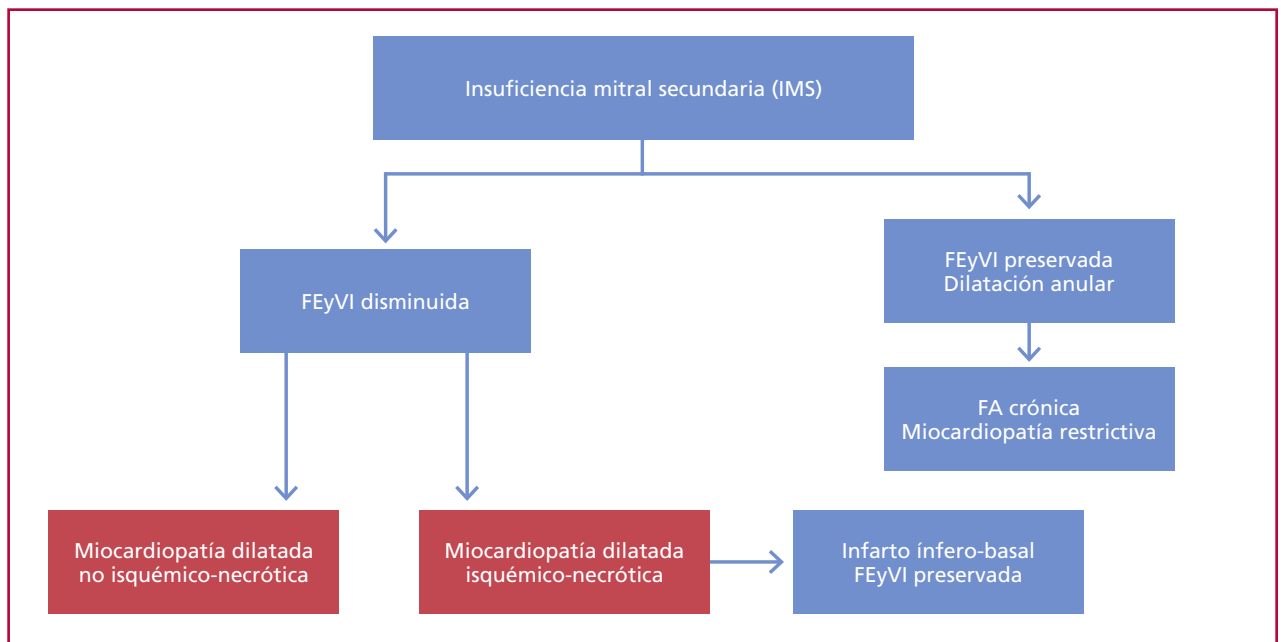 Insuficiencia mitral secundaria (IMS)
FEyVI disminuida
FEyVI preservada
Dilatación anular
FA crónica
Miocardiopatía restrictiva
Miocardiopatía dilatada
no isquémico-necrótica
Miocardiopatía dilatada
isquémico-necrótica
Infarto ínfero-basal
FEyVI preservada